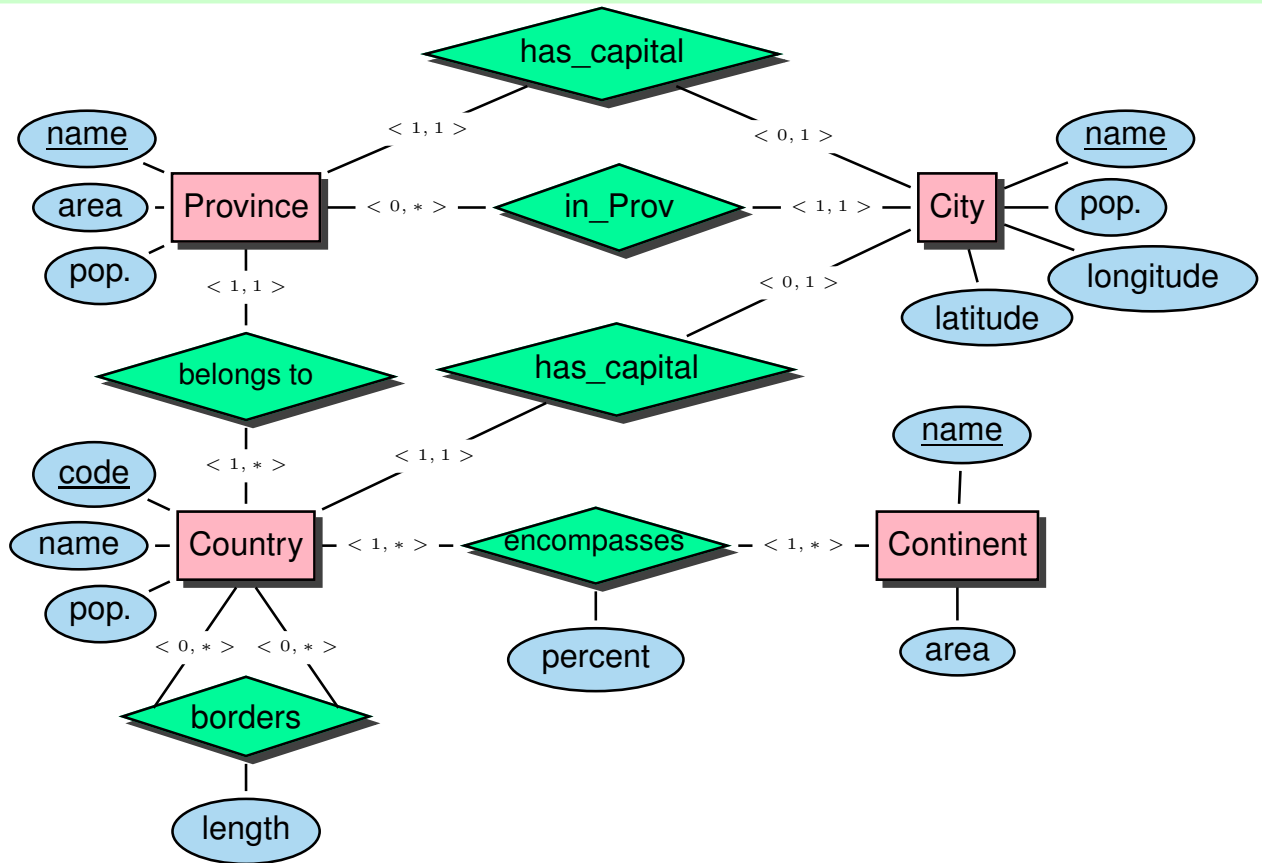 has_capital
< 1, 1 >
< 0, 1 >
name
name
area
Province
< 0, * >
in_Prov
< 1, 1 >
City
pop.
pop.
< 1, 1 >
< 0, 1 >
longitude
latitude
belongs to
has_capital
name
code
< 1, * >
< 1, 1 >
name
Country
< 1, * >
encompasses
< 1, * >
Continent
pop.
< 0, * >
< 0, * >
percent
area
borders
length